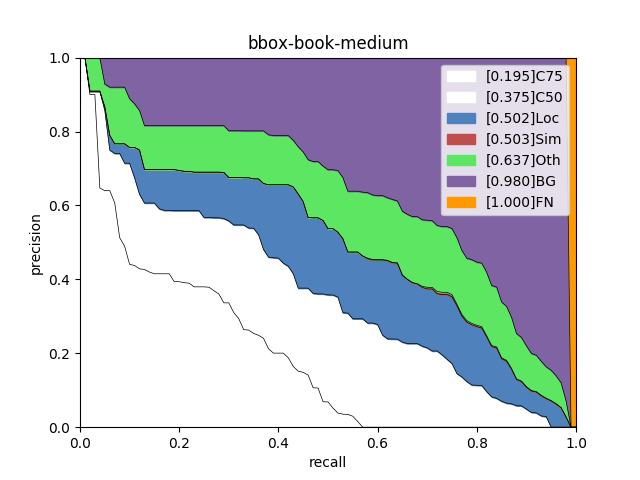 bbox-book-medium
1.0
0.8
0.6
0.4
0.2
0.0
precision
[0.195]C75
[0.375]C50
[0.502]Loc
[0.503]Sim
[0.637]Oth
[0.980]BG
[1.000]FN
0.0 0.2 0.4 0.6 0.8 1.0
recall